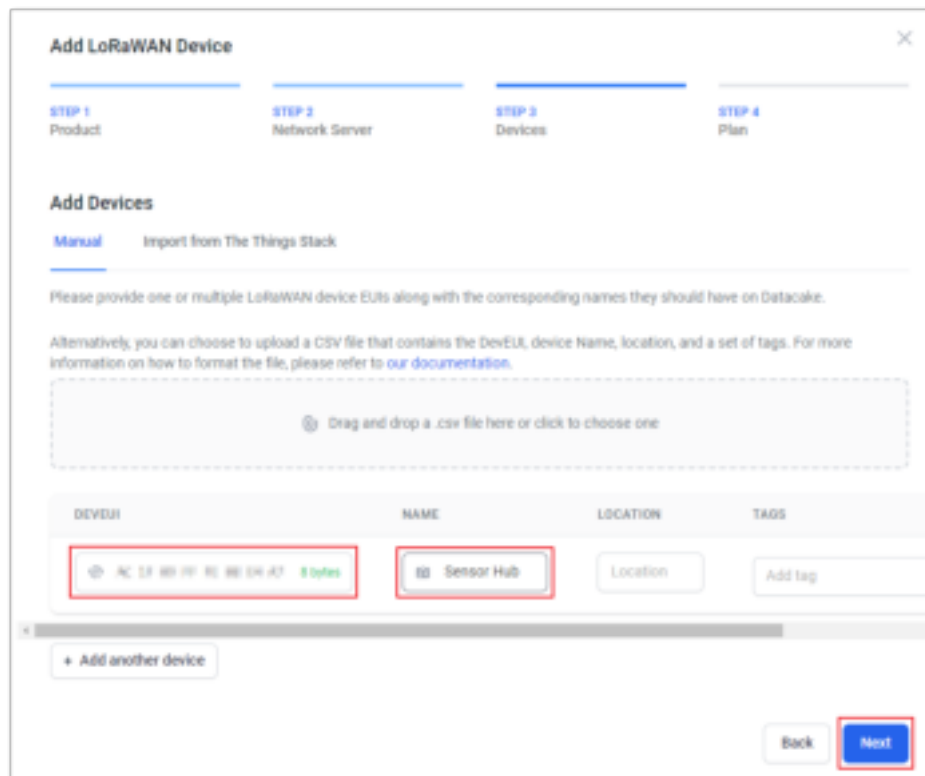 Add LoRaWAN Device
STEP 1
Product
STEP 2
Network Server
STEP 3
Devices
STEP 4
Plan
Add Devices
Manual
Import from The Things Stack
Please provide one or multiple LoRaWAN device EUIs along with the corresponding names they should have on Datacake.
Alternatively, you can choose to upload a CSV file that contains the DevEUI, device Name, location, and a set of tags. For more
information on how to format the file, please refer to our documentation.
Drag and drop a .csv file here or click to choose one
DEVEUI
NAME
LOCATION
TAGS
8 bytes
Sensor Hub
Location
Add tag
+ Add another device
Back
Next